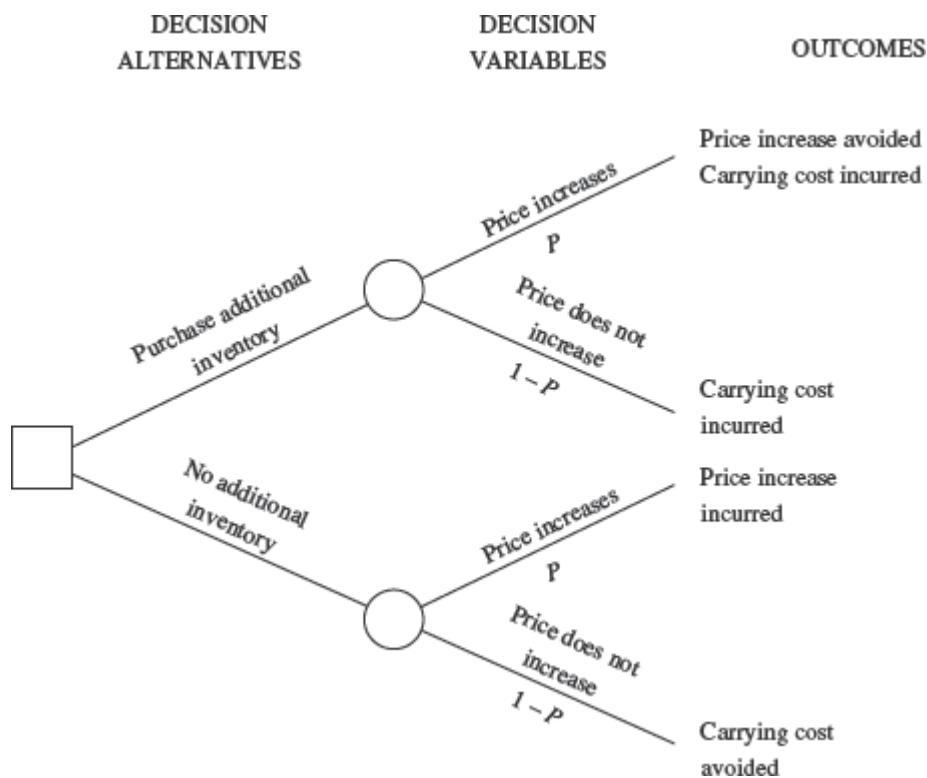 DECISION
ALTERNATIVES
DECISION
VARIABLES
OUTCOMES
Price increase avoided
Carrying cost incurred
Price increases
P
Purchase additional
inventory
Price does not
increase
1 – P
Carrying cost
incurred
No additional
inventory
Price increases
P
Price increase
incurred
Price does not
increase
1 – P
Carrying cost
avoided